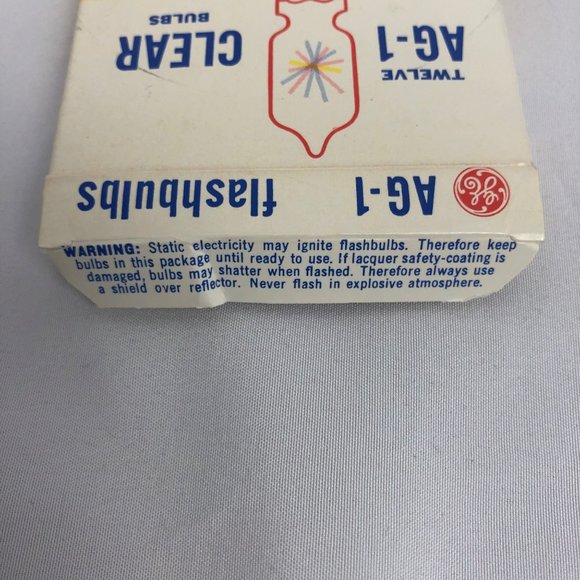 TWELVE
AG-1
CLEAR
BULBS
GE AG-1 flashbulbs
WARNING: Static electricity may ignite flashbulbs. Therefore keep
bulbs in this package until ready to use. If lacquer safety-coating is
damaged, bulbs may shatter when flashed. Therefore always use
a shield over reflector. Never flash in explosive atmosphere.